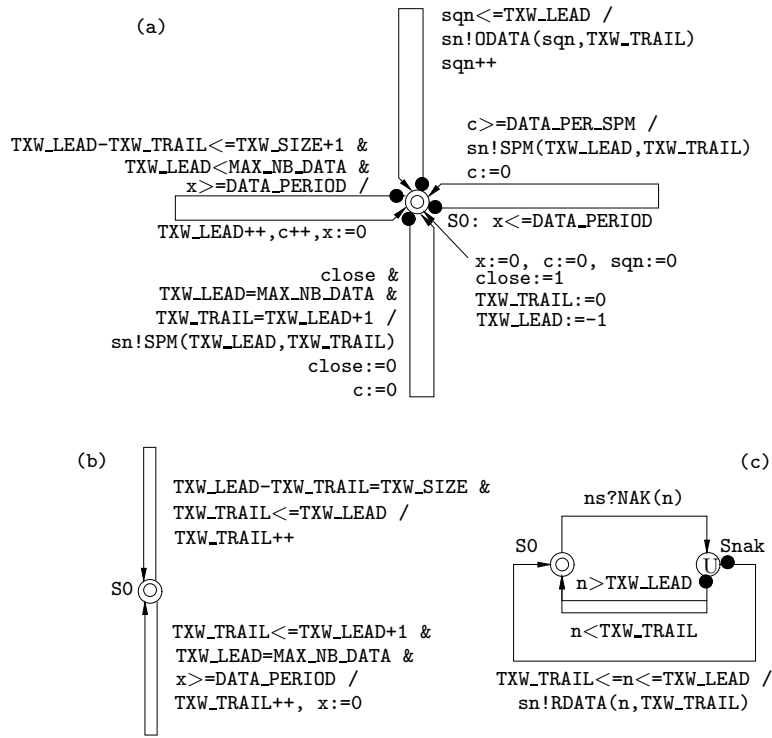 (a)
sqn<=TXW_LEAD /
sn!ODATA(sqn,TXW_TRAIL)
sqn++
c>=DATA_PER_SPM /
sn!SPM(TXW_LEAD,TXW_TRAIL)
c:=0
TXW_LEAD-TXW_TRAIL<=TXW_SIZE+1 &
TXW_LEAD<MAX_NB_DATA &
x>=DATA_PERIOD /
TXW_LEAD++,c++,x:=0
S0: x<=DATA_PERIOD
x:=0, c:=0, sqn:=0
close:=1
TXW_TRAIL:=0
TXW_LEAD:=-1
close &
TXW_LEAD=MAX_NB_DATA &
TXW_TRAIL=TXW_LEAD+1 /
sn!SPM(TXW_LEAD,TXW_TRAIL)
close:=0
c:=0
(b)
TXW_LEAD-TXW_TRAIL=TXW_SIZE &
TXW_TRAIL<=TXW_LEAD /
TXW_TRAIL++
S0
TXW_TRAIL<=TXW_LEAD+1 &
TXW_LEAD=MAX_NB_DATA &
x>=DATA_PERIOD /
TXW_TRAIL++, x:=0
(c)
ns?NAK(n)
S0
Snak
U
n>TXW_LEAD
n<TXW_TRAIL
TXW_TRAIL<=n<=TXW_LEAD /
sn!RDATA(n,TXW_TRAIL)